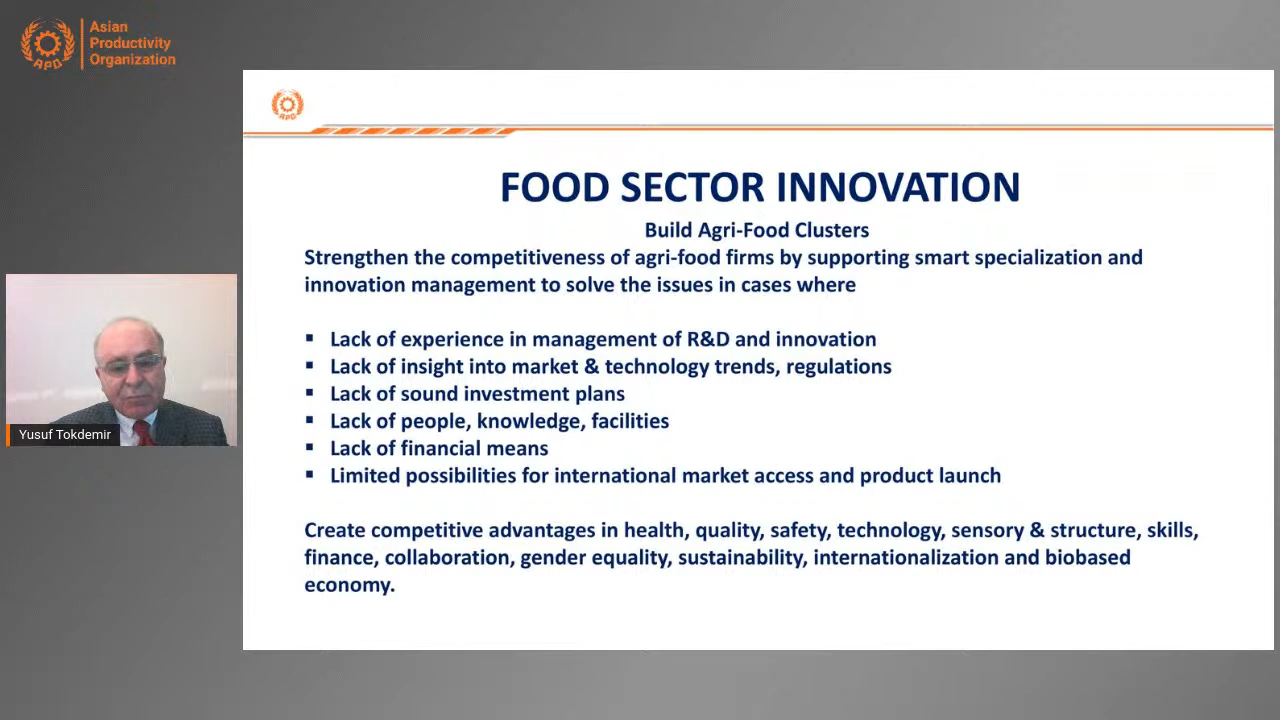 Asian
Productivity
Organization
APO
APO
FOOD SECTOR INNOVATION
Build Agri-Food Clusters
Strengthen the competitiveness of agri-food firms by supporting smart specialization and
innovation management to solve the issues in cases where
▪ Lack of experience in management of R&D and innovation
▪ Lack of insight into market & technology trends, regulations
▪ Lack of sound investment plans
▪ Lack of people, knowledge, facilities
▪ Lack of financial means
▪ Limited possibilities for international market access and product launch
Create competitive advantages in health, quality, safety, technology, sensory & structure, skills,
finance, collaboration, gender equality, sustainability, internationalization and biobased
economy.
Yusuf Tokdemir